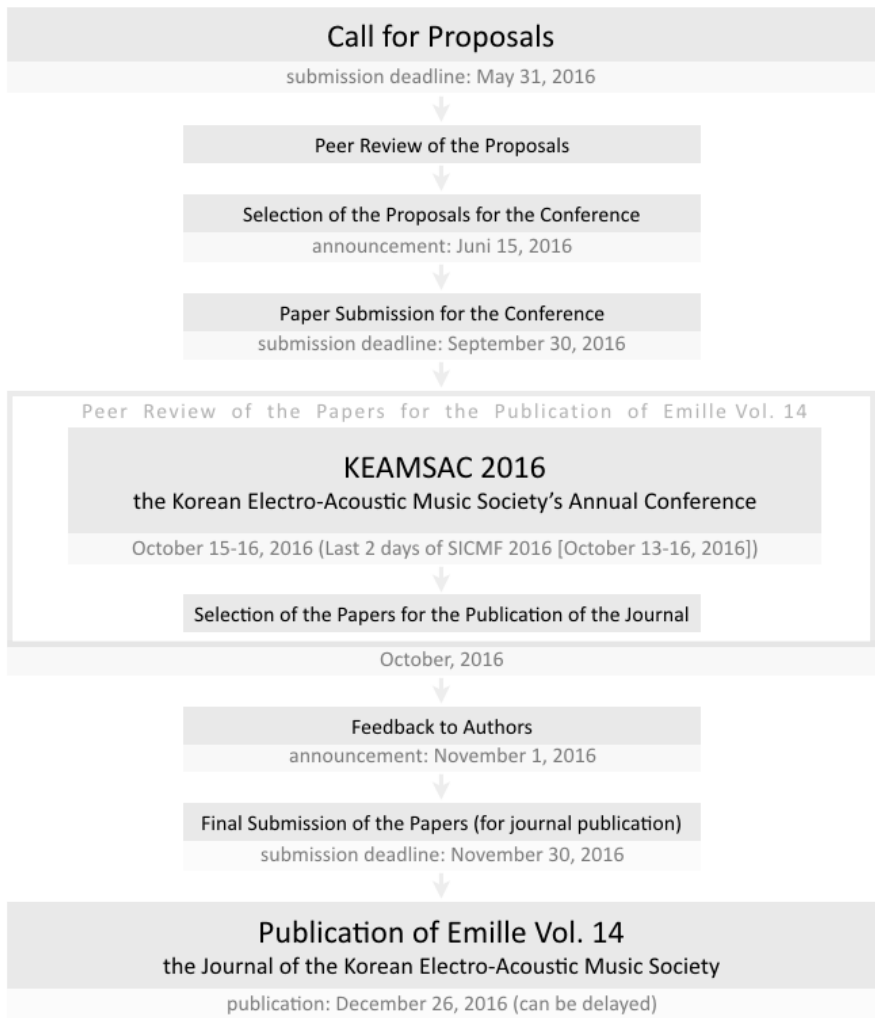 Call for Proposals
submission deadline: May 31, 2016
Peer Review of the Proposals
Selection of the Proposals for the Conference
announcement: Juni 15, 2016
Paper Submission for the Conference
submission deadline: September 30, 2016
Peer Review of the Papers for the Publication of Emille Vol. 14
KEAMSAC 2016
the Korean Electro-Acoustic Music Society’s Annual Conference
October 15-16, 2016 (Last 2 days of SICMF 2016 [October 13-16, 2016])
Selection of the Papers for the Publication of the Journal
October, 2016
Feedback to Authors
announcement: November 1, 2016
Final Submission of the Papers (for journal publication)
submission deadline: November 30, 2016
Publication of Emille Vol. 14
the Journal of the Korean Electro-Acoustic Music Society
publication: December 26, 2016 (can be delayed)